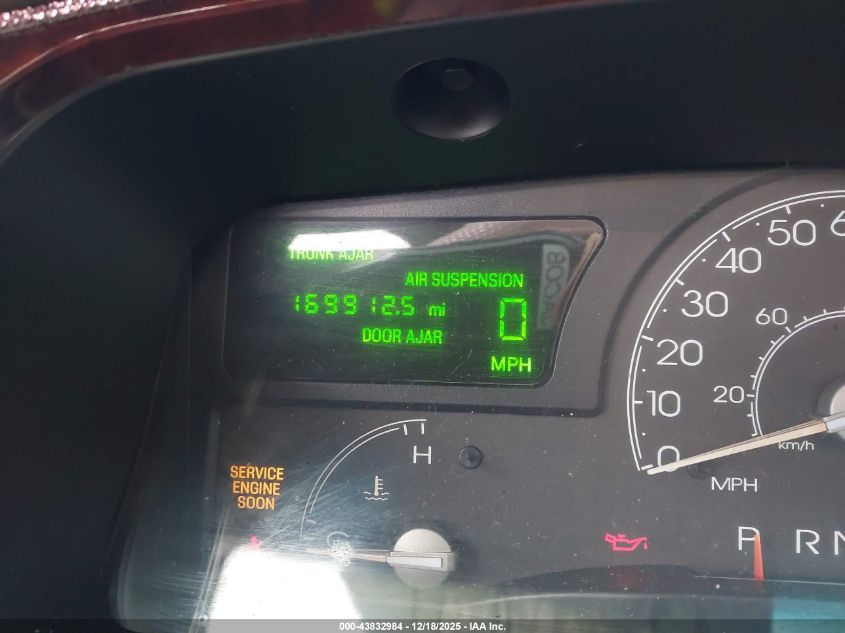 TRUNK AJAR
AIR SUSPENSION
169912.5 mi
0
DOOR AJAR
MPH
60
50
40
30
20
10
0
60
20
km/h
MPH
H
SERVICE
ENGINE
SOON
P R N
000-43832984 - 12/18/2025 - IAA Inc.